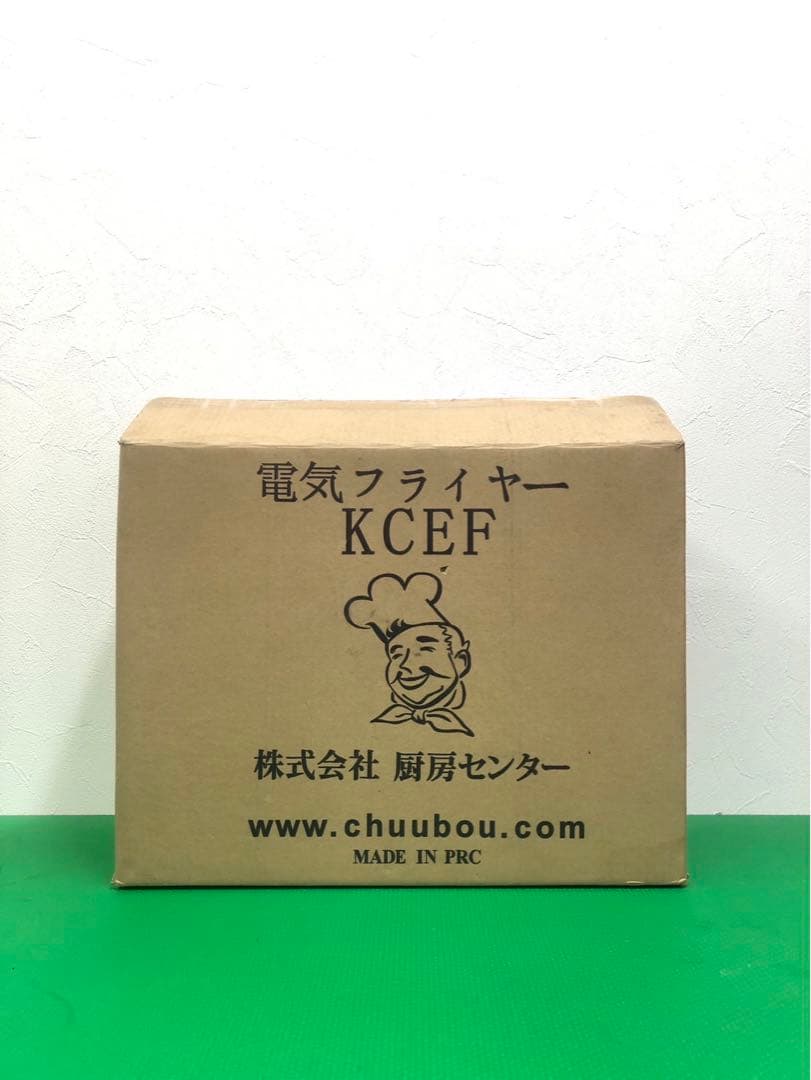 電気フライヤー
KCEF
株式会社 厨房センター
www.chuubou.com
MADE IN PRC